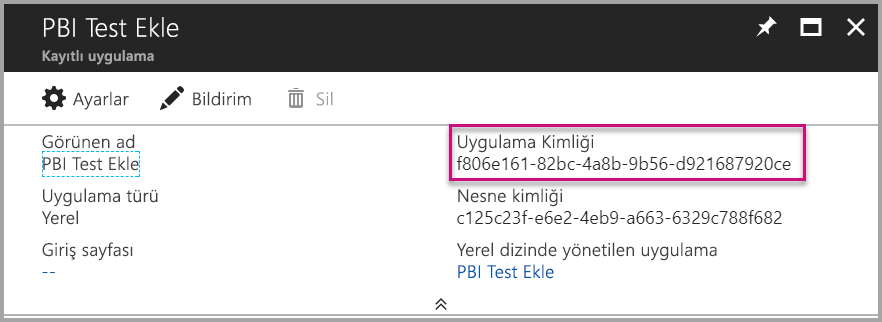 PBI Test Ekle
Kayıtlı uygulama
Ayarlar Bildirim Sil
Görünen ad
PBI Test Ekle
Uygulama Kimliği
f806e161-82bc-4a8b-9b56-d921687920ce
Uygulama türü
Yerel
Nesne kimliği
c125c23f-e6e2-4eb9-a663-6329c788f682
Giriş sayfası
--
Yerel dizinde yönetilen uygulama
PBI Test Ekle